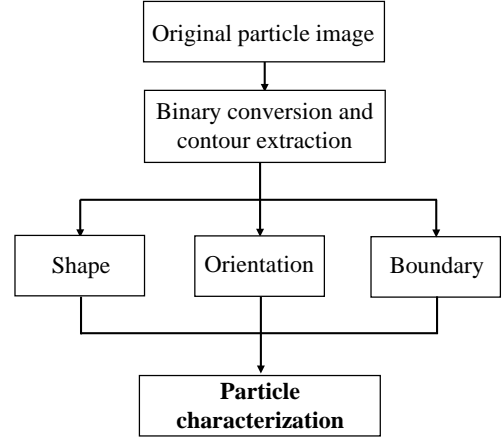 Original particle image
Binary conversion and
contour extraction
Shape
Orientation
Boundary
Particle
characterization